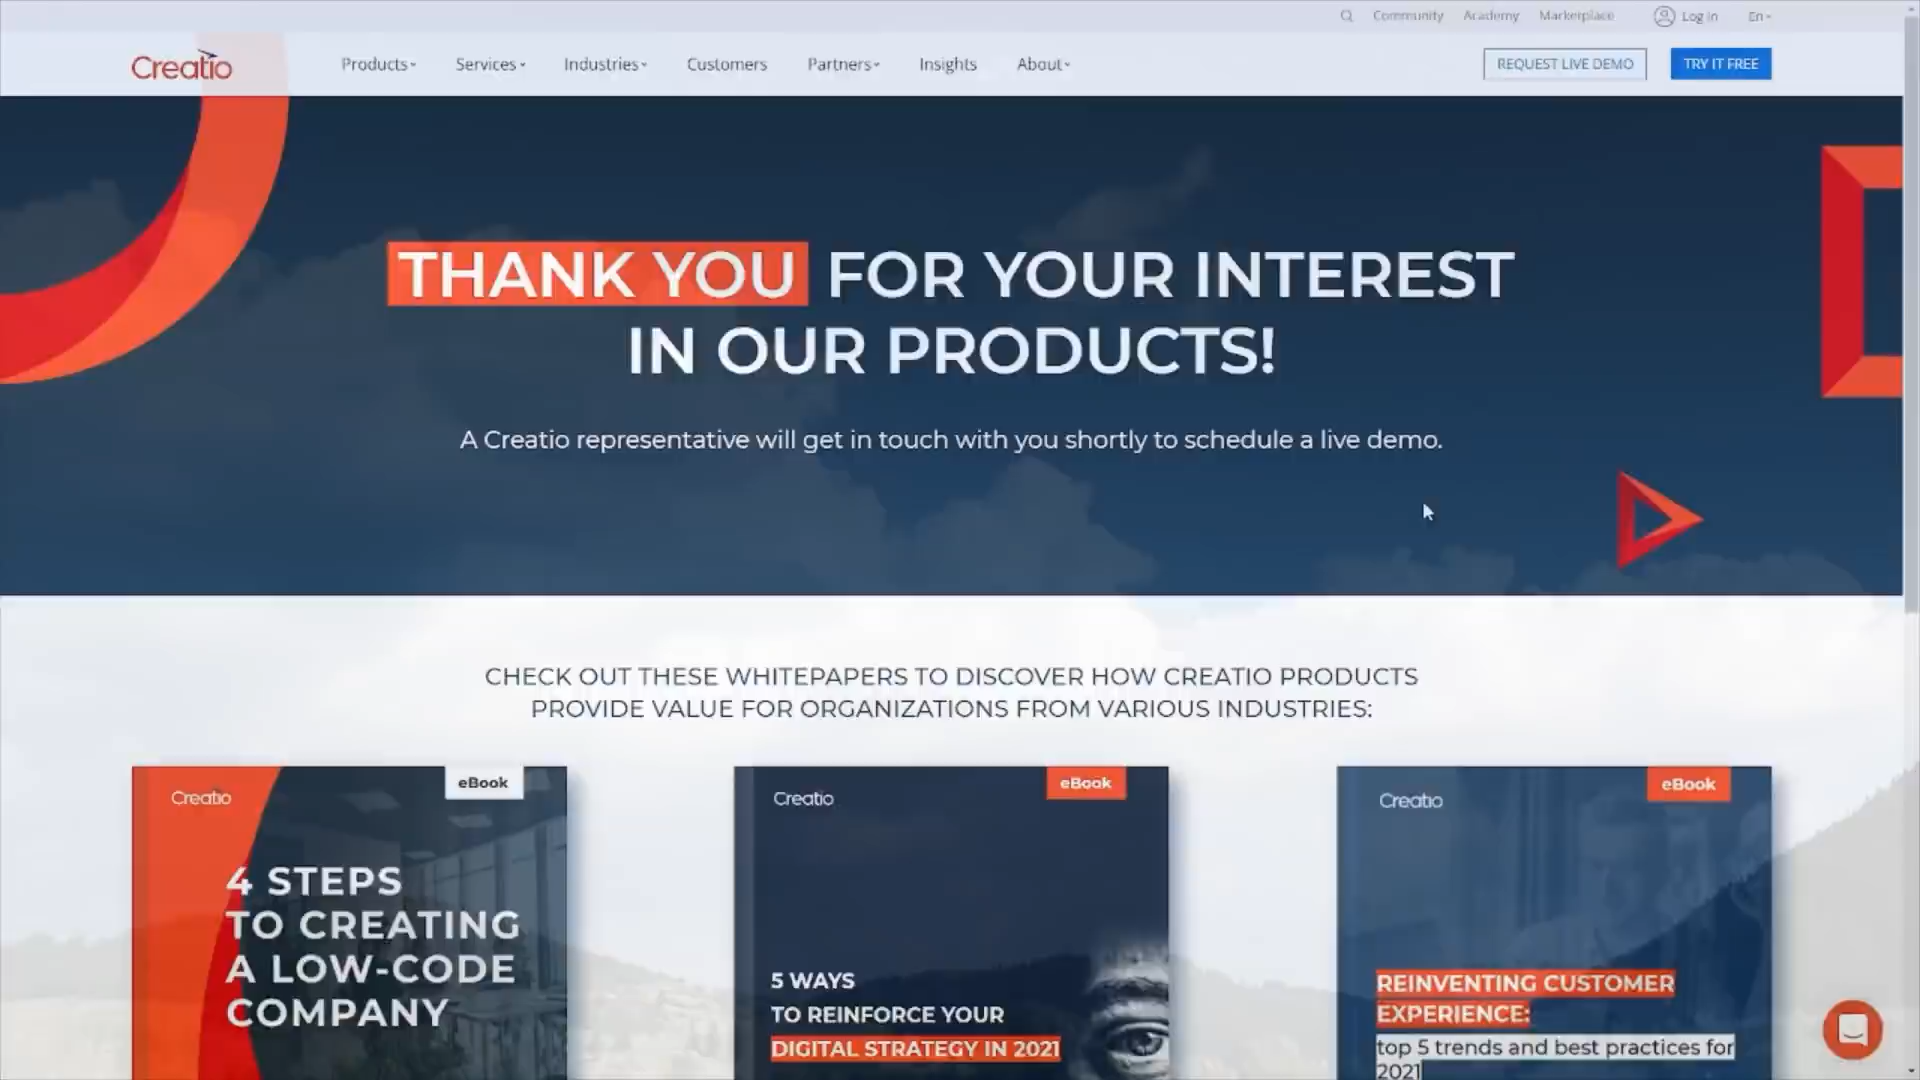 Community Academy Marketplace Log in En
Creatio
Products Services Industries Customers Partners Insights About
REQUEST LIVE DEMO
TRY IT FREE
THANK YOU FOR YOUR INTEREST
IN OUR PRODUCTS!
A Creatio representative will get in touch with you shortly to schedule a live demo.
CHECK OUT THESE WHITEPAPERS TO DISCOVER HOW CREATIO PRODUCTS
PROVIDE VALUE FOR ORGANIZATIONS FROM VARIOUS INDUSTRIES:
Creatio
eBook
4 STEPS
TO CREATING
A LOW-CODE
COMPANY
Creatio
eBook
5 WAYS
TO REINFORCE YOUR
DIGITAL STRATEGY IN 2021
Creatio
eBook
REINVENTING CUSTOMER
EXPERIENCE:
top 5 trends and best practices for
2021